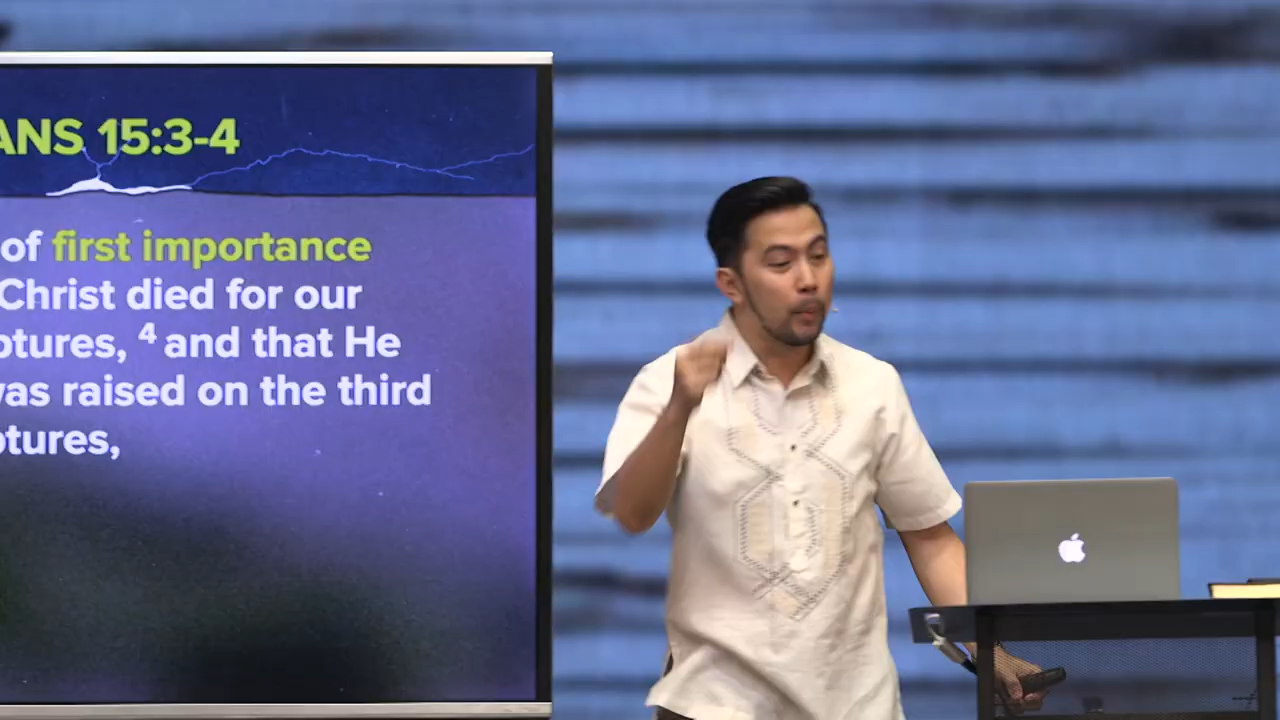 ANS 15:3-4
of first importance
Christ died for our
ptures, 4 and that He
was raised on the third
ptures,